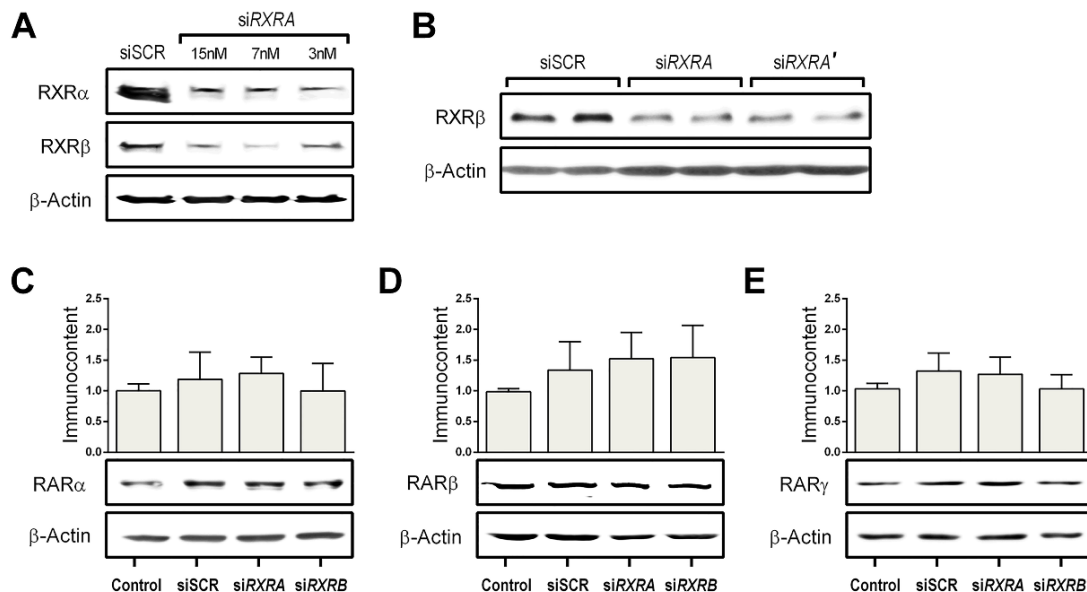 A
siRXRA
siSCR 15nM 7nM 3nM
RXRα
RXRβ
β-Actin
B
siSCR siRXRA siRXRA'
RXRβ
β-Actin
C
Immunocontent
2.5
2.0
1.5
1.0
0.5
0.0
RARα
β-Actin
Control siSCR siRXRA siRXRB
D
Immunocontent
2.5
2.0
1.5
1.0
0.5
0.0
RARβ
β-Actin
Control siSCR siRXRA siRXRB
E
Immunocontent
2.5
2.0
1.5
1.0
0.5
0.0
RARγ
β-Actin
Control siSCR siRXRA siRXRB